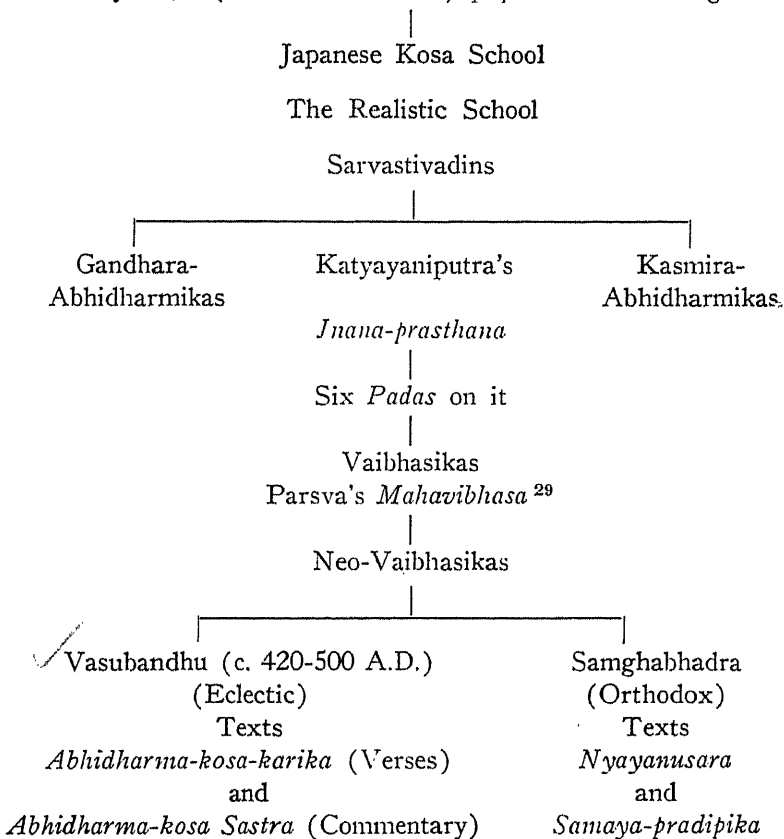 Japanese Kosa School
The Realistic School
Sarvastivadins
Gandhara- Katyayaniputra's Kasmira-
Abhidharmikas Abhidharmikas
Jnana-prasthana
Six Padas on it
Vaibhasikas
Parsva's Mahavibhasa 29
Neo-Vaibhasikas
Vasubandhu (c. 420-500 A.D.) Samghabhadra
(Eclectic) (Orthodox)
Texts Texts
Abhidharma-kosa-karika (Verses) Nyayanusara
and and
Abhidharma-kosa Sastra (Commentary) Samaya-pradipika